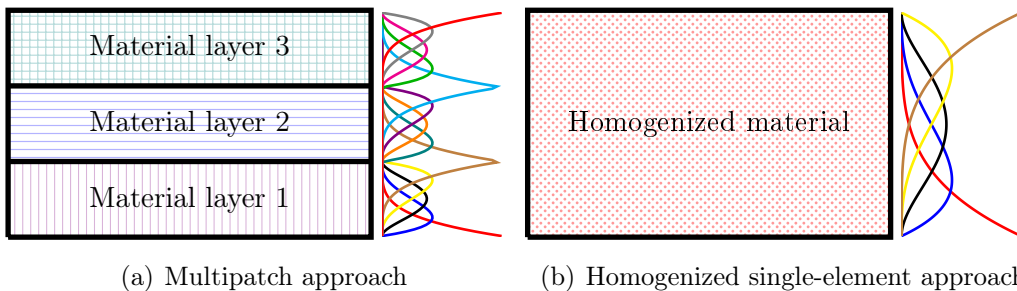 Material layer 3
Material layer 2
Material layer 1
Homogenized material
(a) Multipatch approach
(b) Homogenized single-element approach